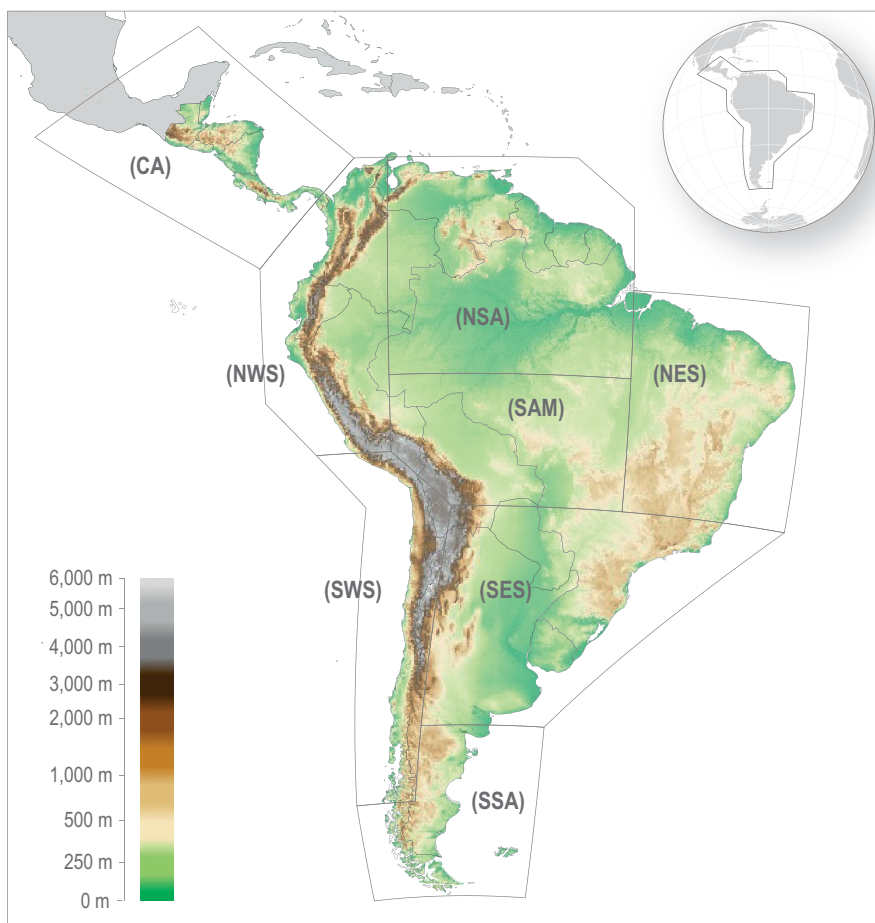 (CA)
(NSA)
(NWS)
(NES)
(SAM)
(SWS)
(SES)
(SSA)
6,000 m
5,000 m
4,000 m
3,000 m
2,000 m
1,000 m
500 m
250 m
0 m